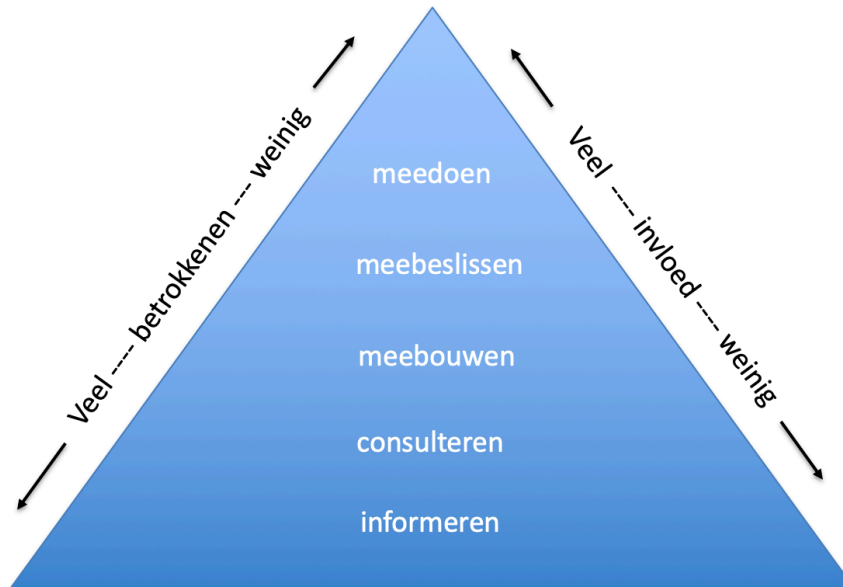 Veel ---- betrokkenen ---- weinig
Veel ---- invloed ---- weinig
meedoen
meebeslissen
meebouwen
consulteren
informeren